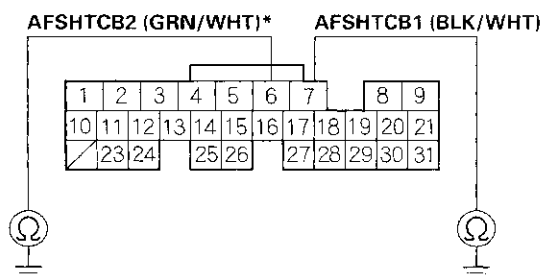 AFSHTCB2 (GRN/WHT)* AFSHTCB1 (BLK/WHT)
1 2 3 4 5 6 7 8 9
10 11 12 13 14 15 16 17 18 19 20 21
23 24 25 26 27 28 29 30 31
Ω Ω